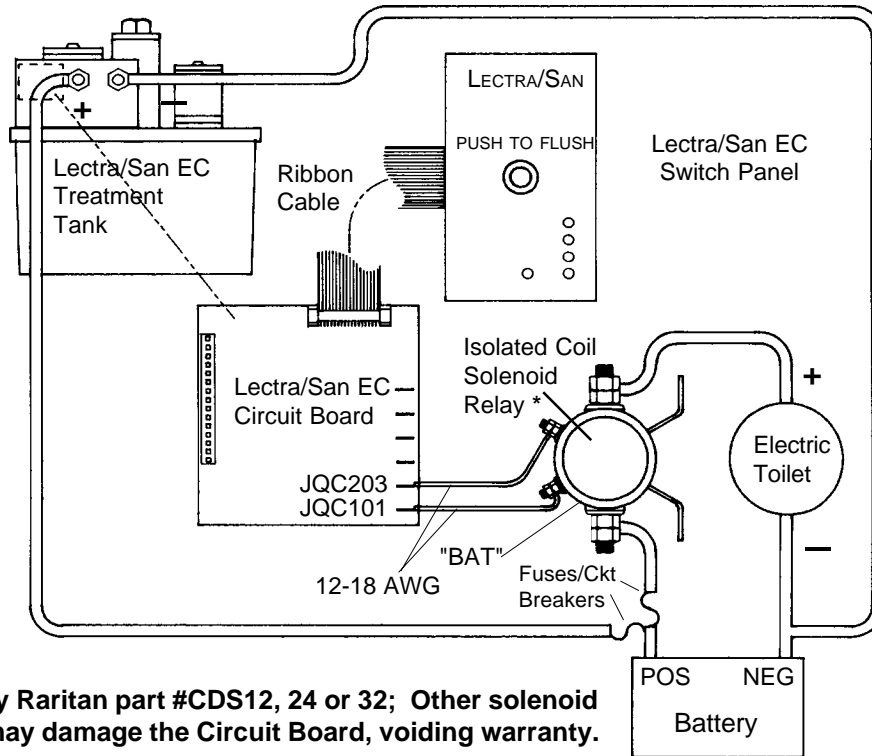 LECTRA/SAN
PUSH TO FLUSH
Lectra/San EC
Switch Panel
+
—
Lectra/San EC
Treatment
Tank
Ribbon
Cable
Isolated Coil
Solenoid
Relay *
Lectra/San EC
Circuit Board
+
Electric
Toilet
—
JQC203
JQC101
"BAT"
12-18 AWG
Fuses/Ckt
Breakers
POS NEG
Battery
Raritan part #CDS12, 24 or 32; Other solenoid
may damage the Circuit Board, voiding warranty.